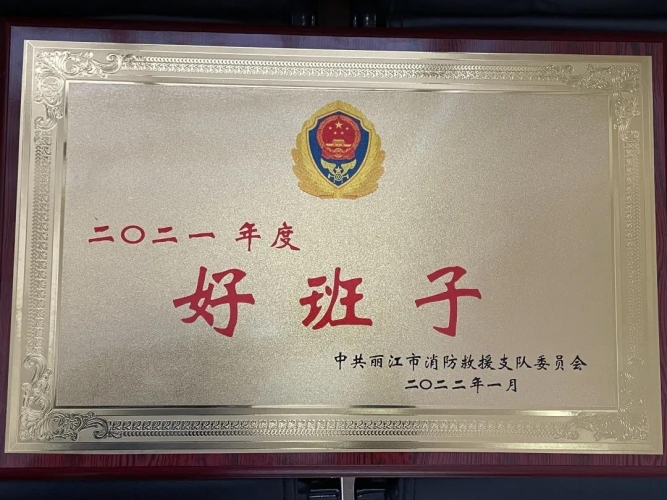 二〇二一 年度
好班子
中共丽江市消防救援支队委员会
二〇二二年一月